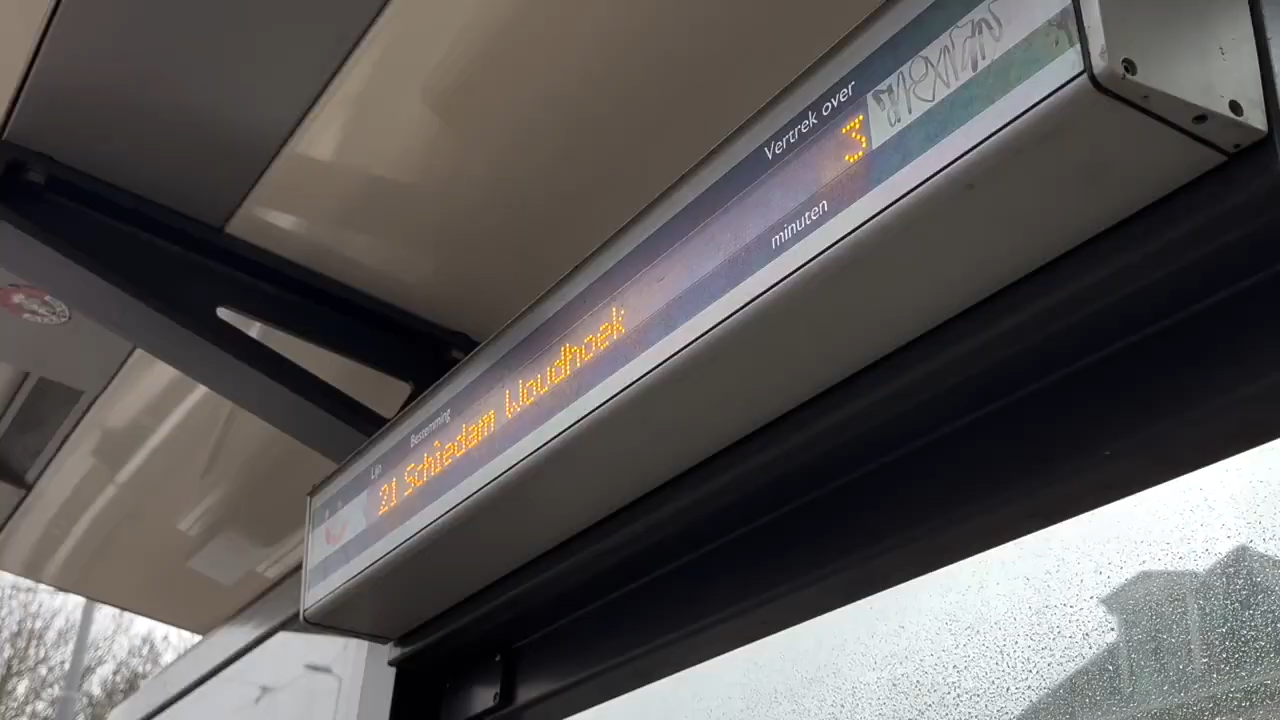 Vertrek over
Lijn Bestemming
21 Schiedam Woudhoek 3
minuten